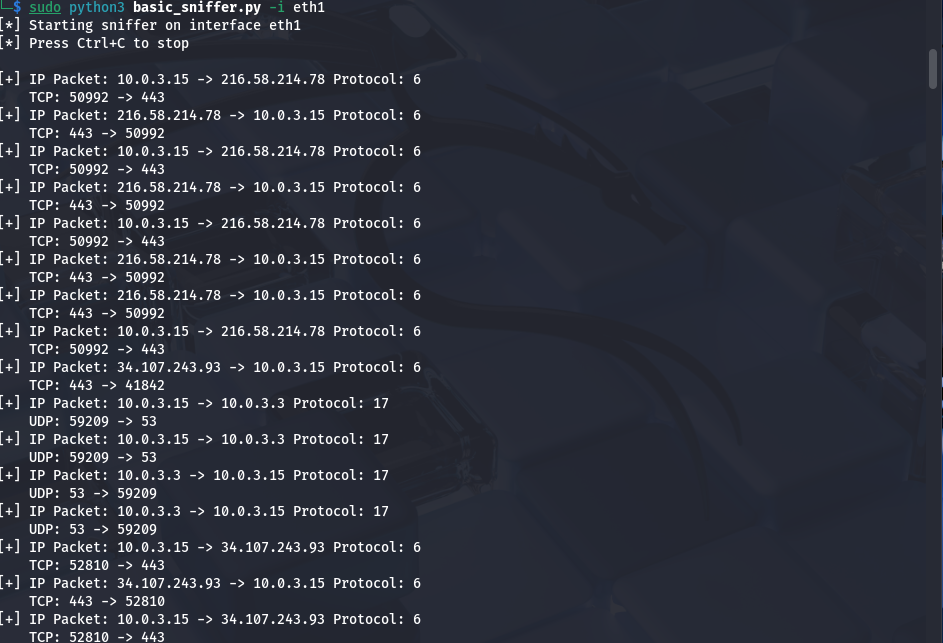 └─$ sudo python3 basic_sniffer.py -i eth1
[*] Starting sniffer on interface eth1
[*] Press Ctrl+C to stop
[+] IP Packet: 10.0.3.15 -> 216.58.214.78 Protocol: 6
TCP: 50992 -> 443
[+] IP Packet: 216.58.214.78 -> 10.0.3.15 Protocol: 6
TCP: 443 -> 50992
[+] IP Packet: 10.0.3.15 -> 216.58.214.78 Protocol: 6
TCP: 50992 -> 443
[+] IP Packet: 216.58.214.78 -> 10.0.3.15 Protocol: 6
TCP: 443 -> 50992
[+] IP Packet: 10.0.3.15 -> 216.58.214.78 Protocol: 6
TCP: 50992 -> 443
[+] IP Packet: 216.58.214.78 -> 10.0.3.15 Protocol: 6
TCP: 443 -> 50992
[+] IP Packet: 216.58.214.78 -> 10.0.3.15 Protocol: 6
TCP: 443 -> 50992
[+] IP Packet: 10.0.3.15 -> 216.58.214.78 Protocol: 6
TCP: 50992 -> 443
[+] IP Packet: 34.107.243.93 -> 10.0.3.15 Protocol: 6
TCP: 443 -> 41842
[+] IP Packet: 10.0.3.15 -> 10.0.3.3 Protocol: 17
UDP: 59209 -> 53
[+] IP Packet: 10.0.3.15 -> 10.0.3.3 Protocol: 17
UDP: 59209 -> 53
[+] IP Packet: 10.0.3.3 -> 10.0.3.15 Protocol: 17
UDP: 53 -> 59209
[+] IP Packet: 10.0.3.3 -> 10.0.3.15 Protocol: 17
UDP: 53 -> 59209
[+] IP Packet: 10.0.3.15 -> 34.107.243.93 Protocol: 6
TCP: 52810 -> 443
[+] IP Packet: 34.107.243.93 -> 10.0.3.15 Protocol: 6
TCP: 443 -> 52810
[+] IP Packet: 10.0.3.15 -> 34.107.243.93 Protocol: 6
TCP: 52810 -> 443